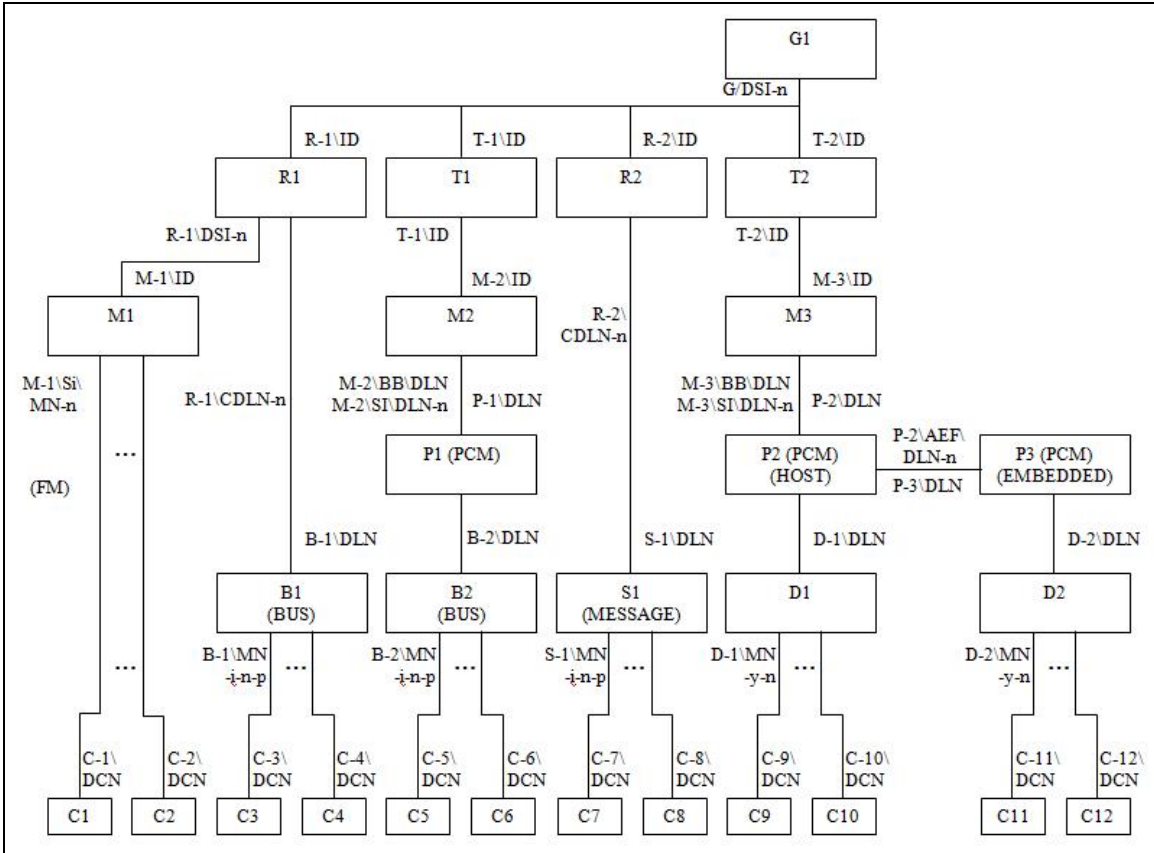 G1
G/DSI-n
R-1\ID
T-1\ID
R-2\ID
T-2\ID
R1
T1
R2
T2
R-1\DSI-n
T-1\ID
T-2\ID
M-1\ID
M-2\ID
M-3\ID
M1
M2
R-2\
CDLN-n
M3
M-1\Si\
MN-n
R-1\CDLN-n
M-2\BB\DLN
M-2\SI\DLN-n
P-1\DLN
M-3\BB\DLN
M-3\SI\DLN-n
P-2\DLN
...
(FM)
P1 (PCM)
P2 (PCM)
(HOST)
P-2\AEF\
DLN-n
P-3\DLN
P3 (PCM)
(EMBEDDED)
B-1\DLN
B-2\DLN
S-1\DLN
D-1\DLN
D-2\DLN
B1
(BUS)
B2
(BUS)
S1
(MESSAGE)
D1
D2
...
B-1\MN
-i-n-p
...
B-2\MN
-i-n-p
...
S-1\MN
-i-n-p
...
D-1\MN
-y-n
...
D-2\MN
-y-n
...
C-1\
DCN
C-2\
DCN
C-3\
DCN
C-4\
DCN
C-5\
DCN
C-6\
DCN
C-7\
DCN
C-8\
DCN
C-9\
DCN
C-10\
DCN
C-11\
DCN
C-12\
DCN
C1
C2
C3
C4
C5
C6
C7
C8
C9
C10
C11
C12